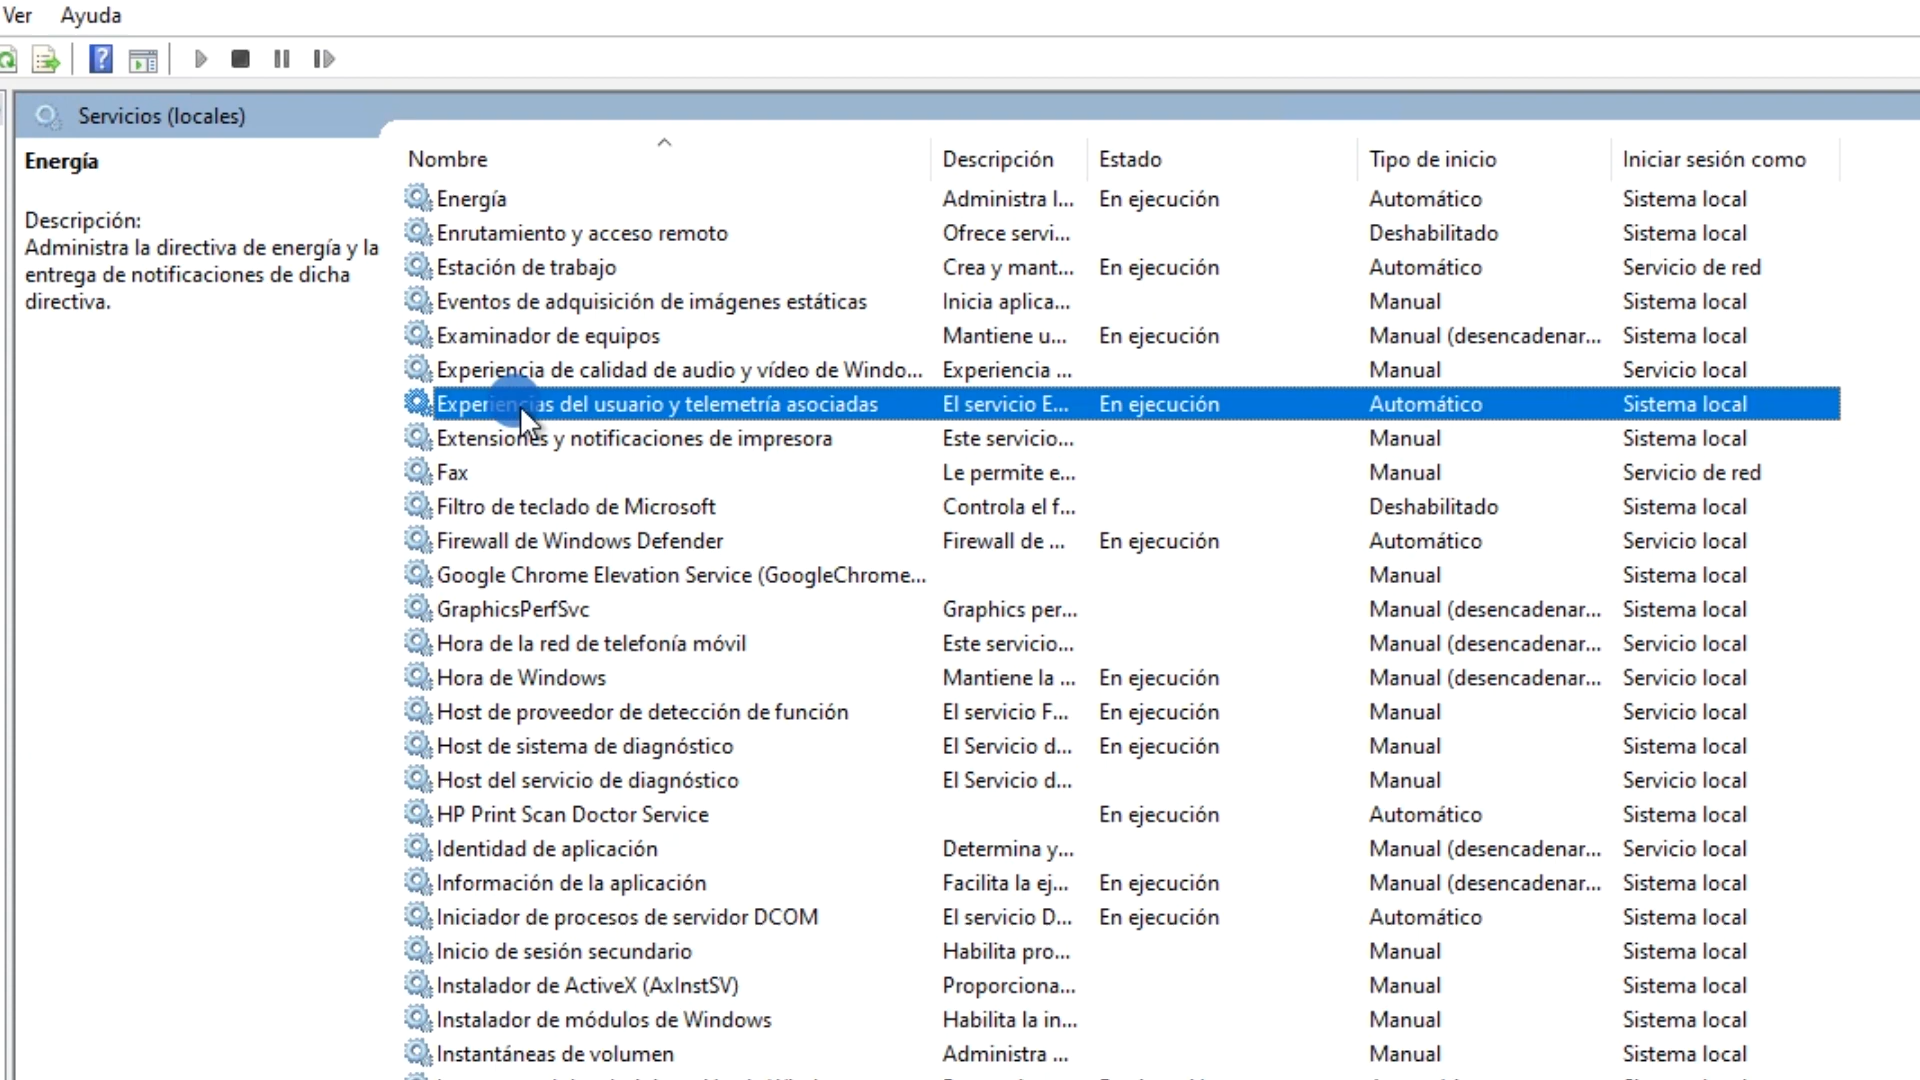 Ver Ayuda
Servicios (locales)
Energía
Descripción:
Administra la directiva de energía y la
entrega de notificaciones de dicha
directiva.
Nombre Descripción Estado Tipo de inicio Iniciar sesión como
Energía Administra l... En ejecución Automático Sistema local
Enrutamiento y acceso remoto Ofrece servi... Deshabilitado Sistema local
Estación de trabajo Crea y mant... En ejecución Automático Servicio de red
Eventos de adquisición de imágenes estáticas Inicia aplica... Manual Sistema local
Examinador de equipos Mantiene u... En ejecución Manual (desencadenar... Sistema local
Experiencia de calidad de audio y vídeo de Windo... Experiencia ... Manual Servicio local
Experiencias del usuario y telemetría asociadas El servicio E... En ejecución Automático Sistema local
Extensiones y notificaciones de impresora Este servicio... Manual Sistema local
Fax Le permite e... Manual Servicio de red
Filtro de teclado de Microsoft Controla el f... Deshabilitado Sistema local
Firewall de Windows Defender Firewall de ... En ejecución Automático Servicio local
Google Chrome Elevation Service (GoogleChrome... Manual Sistema local
GraphicsPerfSvc Graphics per... Manual (desencadenar... Sistema local
Hora de la red de telefonía móvil Este servicio... Manual (desencadenar... Servicio local
Hora de Windows Mantiene la ... En ejecución Manual (desencadenar... Servicio local
Host de proveedor de detección de función El servicio F... En ejecución Manual Servicio local
Host de sistema de diagnóstico El Servicio d... En ejecución Manual Sistema local
Host del servicio de diagnóstico El Servicio d... Manual Servicio local
HP Print Scan Doctor Service En ejecución Automático Sistema local
Identidad de aplicación Determina y... Manual (desencadenar... Servicio local
Información de la aplicación Facilita la ej... En ejecución Manual (desencadenar... Sistema local
Iniciador de procesos de servidor DCOM El servicio D... En ejecución Automático Sistema local
Inicio de sesión secundario Habilita pro... Manual Sistema local
Instalador de ActiveX (AxInstSV) Proporciona... Manual Sistema local
Instalador de módulos de Windows Habilita la in... Manual Sistema local
Instantáneas de volumen Administra ... Manual Sistema local